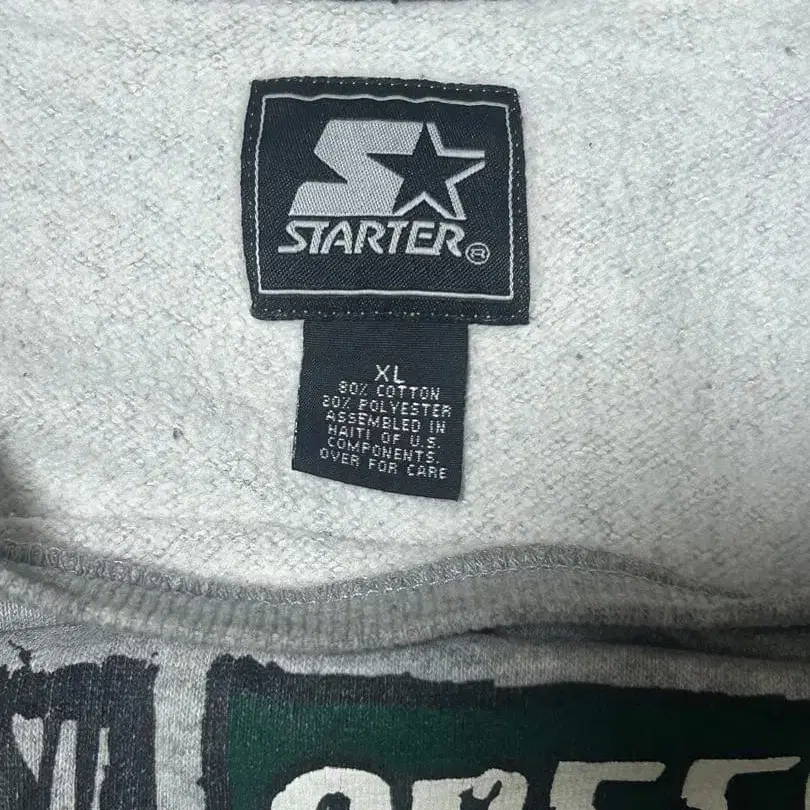 STARTER®
XL
80% COTTON
20% POLYESTER
ASSEMBLED IN
HAITI OF U.S.
COMPONENTS.
OVER FOR CARE